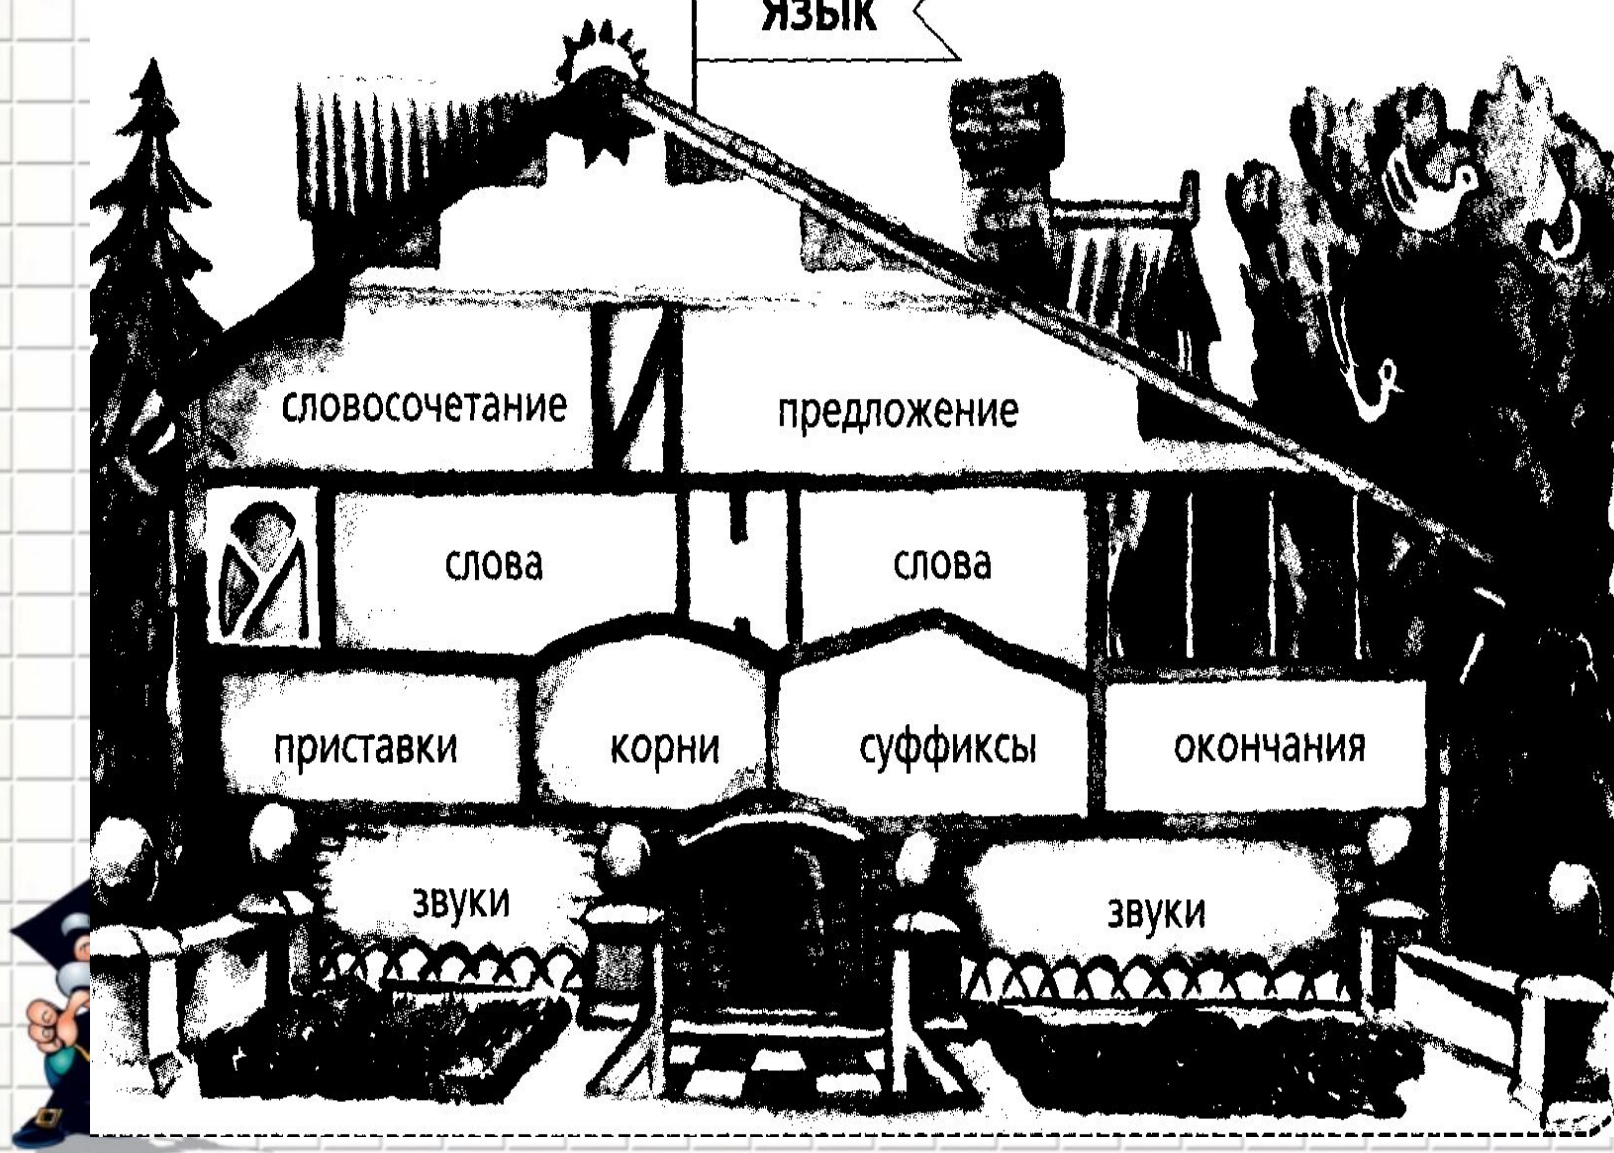 ЯЗЫК
словосочетание предложение
слова слова
приставки корни суффиксы окончания
звуки звуки